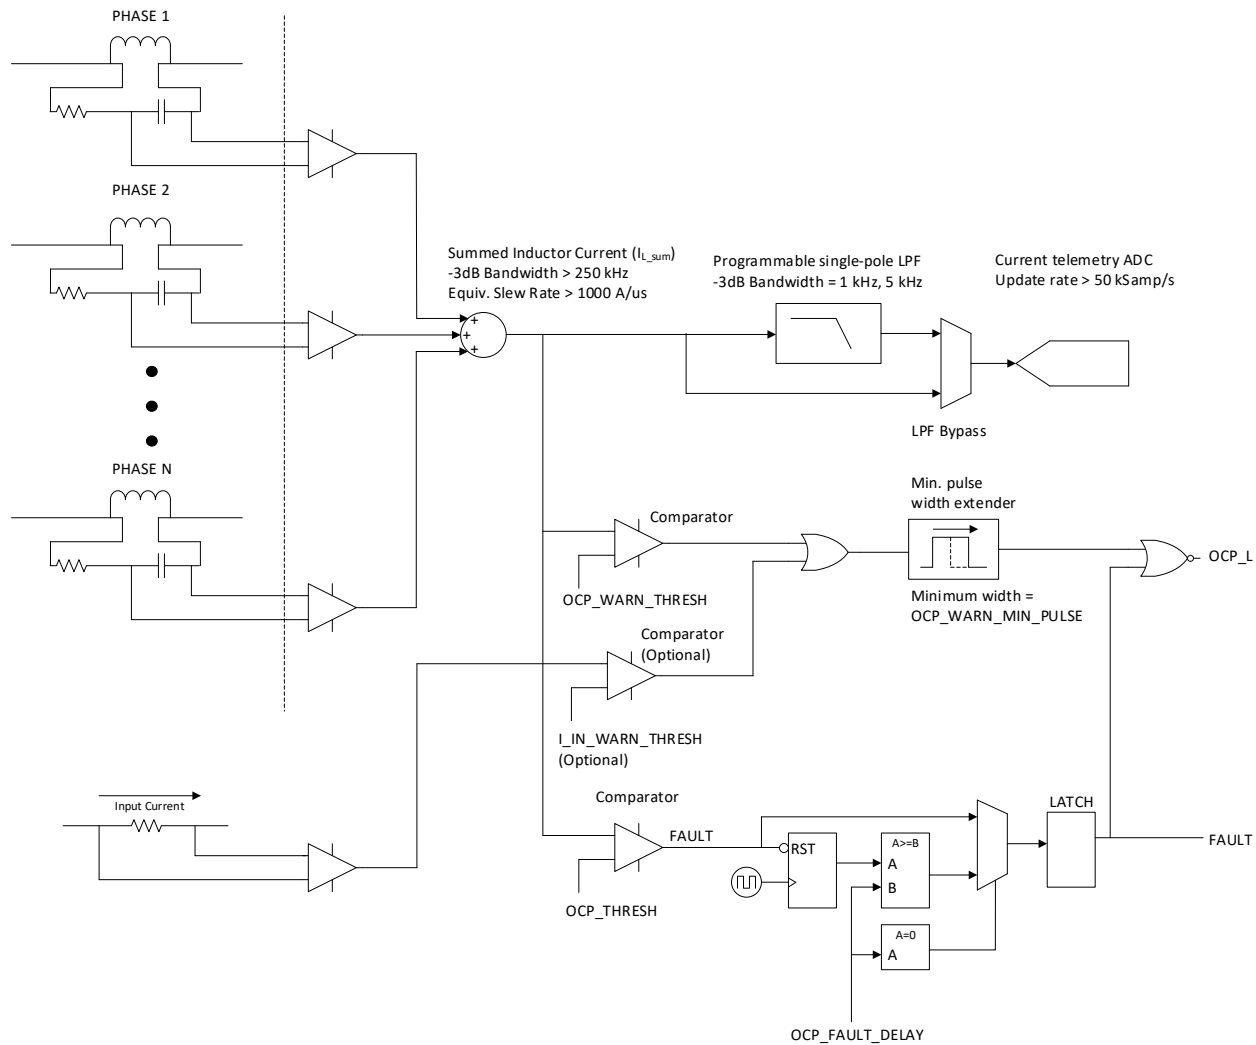 PHASE 1
PHASE 2
Summed Inductor Current (IL_sum)
-3dB Bandwidth > 250 kHz
Equiv. Slew Rate > 1000 A/us
+
+
+
Programmable single-pole LPF
-3dB Bandwidth = 1 kHz, 5 kHz
Current telemetry ADC
Update rate > 50 kSamp/s
LPF Bypass
PHASE N
Comparator
OCP_WARN_THRESH
Min. pulse
width extender
Minimum width =
OCP_WARN_MIN_PULSE
OCP_L
Comparator
(Optional)
I_IN_WARN_THRESH
(Optional)
Input Current
Comparator
FAULT
OCP_THRESH
RST
A>=B
A
B
A=0
A
LATCH
FAULT
OCP_FAULT_DELAY